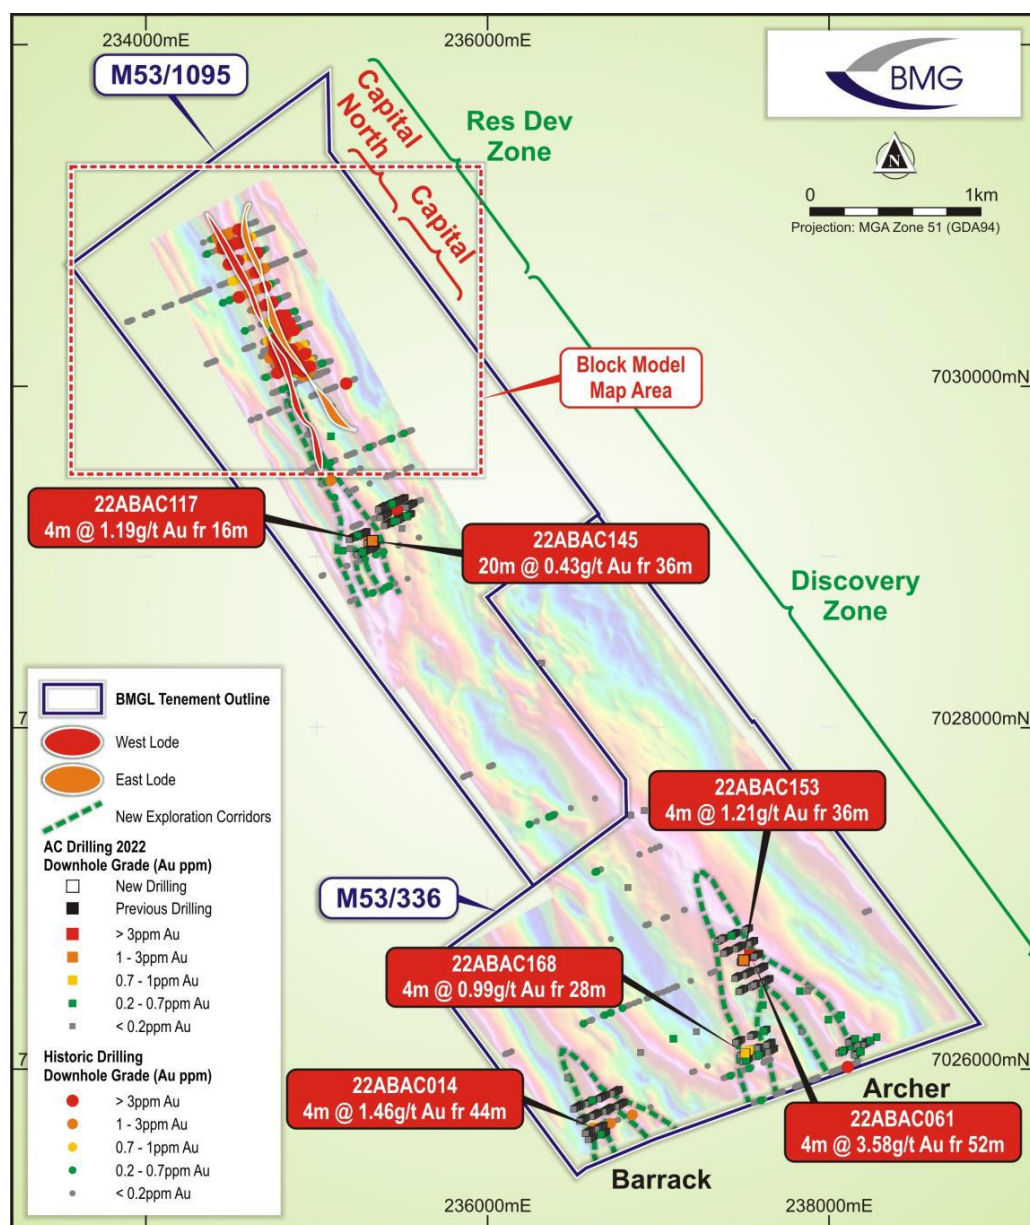 234000mE
236000mE
M53/1095
BMG
Capital
North
Capital
Res Dev
Zone
N
0 1km
Projection: MGA Zone 51 (GDA94)
Block Model
Map Area
7030000mN
22ABAC117
4m @ 1.19g/t Au fr 16m
22ABAC145
20m @ 0.43g/t Au fr 36m
Discovery
Zone
BMGL Tenement Outline
West Lode
East Lode
New Exploration Corridors
AC Drilling 2022
Downhole Grade (Au ppm)
New Drilling
Previous Drilling
> 3ppm Au
1 - 3ppm Au
0.7 - 1ppm Au
0.2 - 0.7ppm Au
< 0.2ppm Au
Historic Drilling
Downhole Grade (Au ppm)
> 3ppm Au
1 - 3ppm Au
0.7 - 1ppm Au
0.2 - 0.7ppm Au
< 0.2ppm Au
7028000mN
22ABAC153
4m @ 1.21g/t Au fr 36m
M53/336
22ABAC168
4m @ 0.99g/t Au fr 28m
22ABAC014
4m @ 1.46g/t Au fr 44m
7026000mN
Archer
22ABAC061
4m @ 3.58g/t Au fr 52m
Barrack
236000mE
238000mE